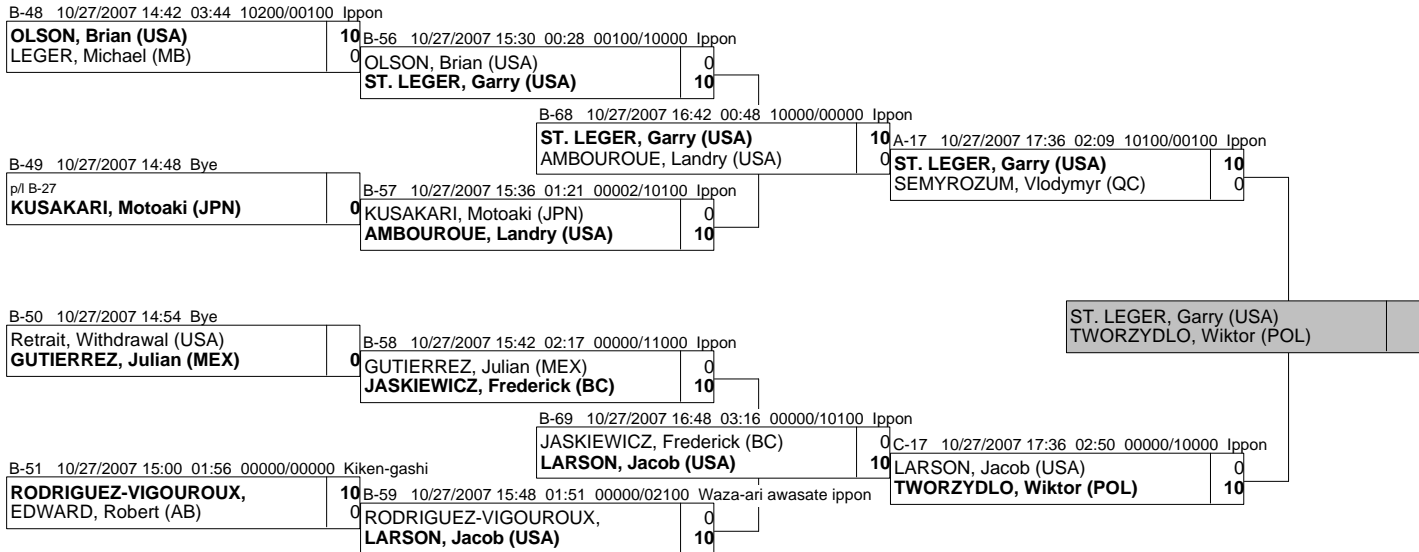 B-48 10/27/2007 14:42 03:44 10200/00100 Ippon
OLSON, Brian (USA) 10
LEGER, Michael (MB) 0
B-56 10/27/2007 15:30 00:28 00100/10000 Ippon
OLSON, Brian (USA) 0
ST. LEGER, Garry (USA) 10
B-68 10/27/2007 16:42 00:48 10000/00000 Ippon
ST. LEGER, Garry (USA) 10
AMBOUROUE, Landry (USA) 0
A-17 10/27/2007 17:36 02:09 10100/00100 Ippon
ST. LEGER, Garry (USA) 10
SEMYROZUM, Vlodymyr (QC) 0
B-49 10/27/2007 14:48 Bye
p/l B-27
KUSAKARI, Motoaki (JPN) 0
B-57 10/27/2007 15:36 01:21 00002/10100 Ippon
KUSAKARI, Motoaki (JPN) 0
AMBOUROUE, Landry (USA) 10
B-50 10/27/2007 14:54 Bye
Retrait, Withdrawal (USA)
GUTIERREZ, Julian (MEX) 0
B-58 10/27/2007 15:42 02:17 00000/11000 Ippon
GUTIERREZ, Julian (MEX) 0
JASKIEWICZ, Frederick (BC) 10
ST. LEGER, Garry (USA)
TWORZYDLO, Wiktor (POL)
B-69 10/27/2007 16:48 03:16 00000/10100 Ippon
JASKIEWICZ, Frederick (BC) 0
LARSON, Jacob (USA) 10
C-17 10/27/2007 17:36 02:50 00000/10000 Ippon
LARSON, Jacob (USA) 0
TWORZYDLO, Wiktor (POL) 10
B-51 10/27/2007 15:00 01:56 00000/00000 Kiken-gashi
RODRIGUEZ-VIGOUROUX, 10
EDWARD, Robert (AB) 0
B-59 10/27/2007 15:48 01:51 00000/02100 Waza-ari awasate ippon
RODRIGUEZ-VIGOUROUX, 0
LARSON, Jacob (USA) 10